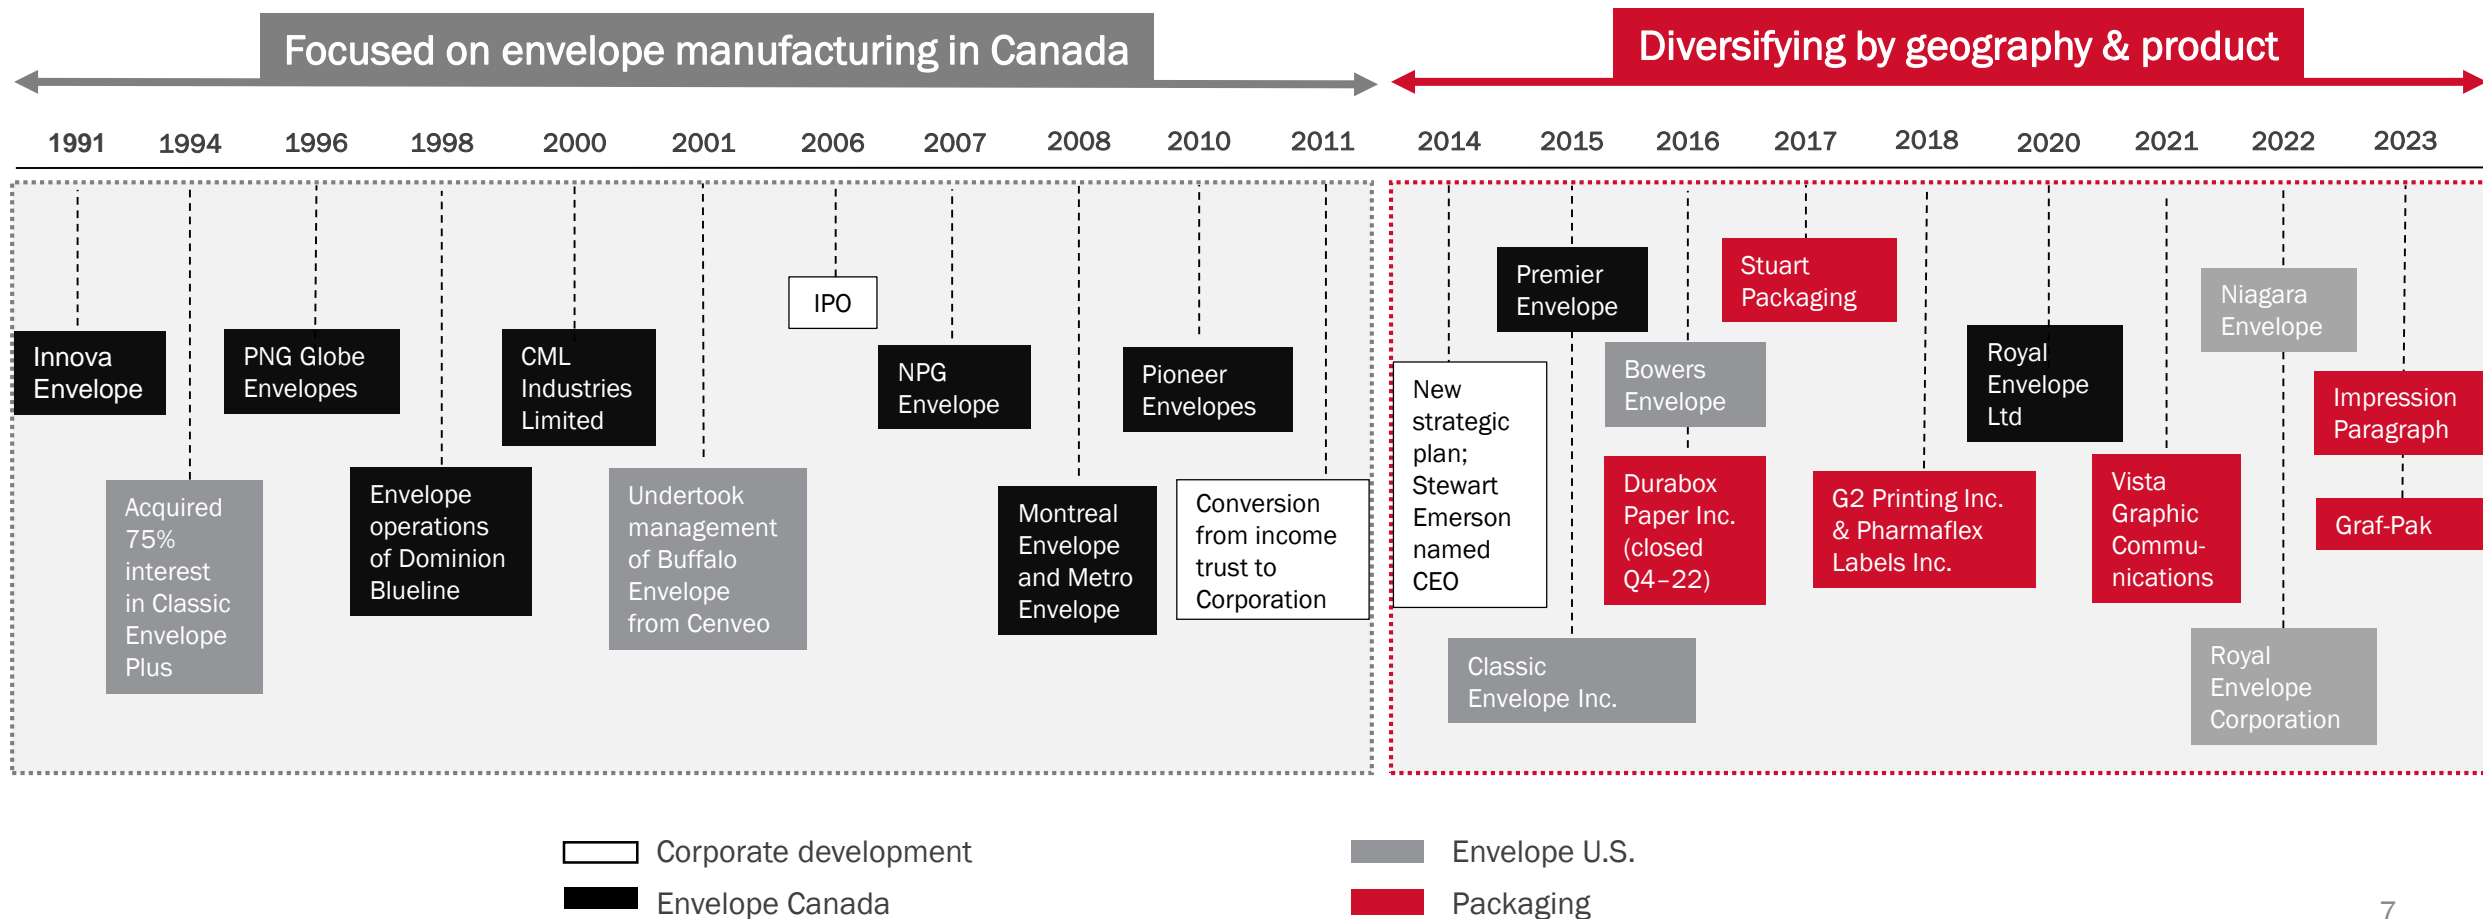 Focused on envelope manufacturing in Canada
Diversifying by geography & product
1991
1994
1996
1998
2000
2001
2006
2007
2008
2010
2011
2014
2015
2016
2017
2018
2020
2021
2022
2023
Innova
Envelope
Acquired
75%
interest
in Classic
Envelope
Plus
PNG Globe
Envelopes
Envelope
operations
of Dominion
Blueline
CML
Industries
Limited
Undertook
management
of Buffalo
Envelope
from Cenveo
IPO
NPG
Envelope
Montreal
Envelope
and Metro
Envelope
Pioneer
Envelopes
Conversion
from income
trust to
Corporation
New
strategic
plan;
Stewart
Emerson
named
CEO
Premier
Envelope
Classic
Envelope Inc.
Bowers
Envelope
Durabox
Paper Inc.
(closed
Q4–22)
Stuart
Packaging
G2 Printing Inc.
& Pharmaflex
Labels Inc.
Royal
Envelope
Ltd
Vista
Graphic
Commu-
nications
Niagara
Envelope
Royal
Envelope
Corporation
Impression
Paragraph
Graf-Pak
Corporate development
Envelope Canada
Envelope U.S.
Packaging
7